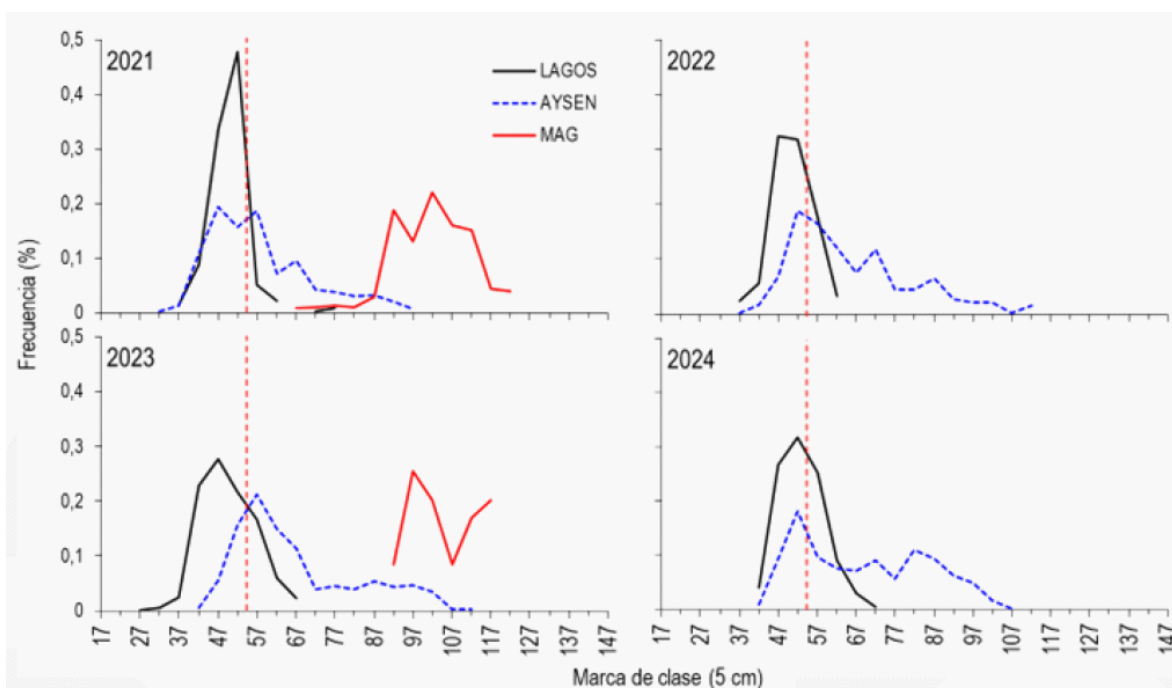 0,5
0,4
0,3
0,2
0,1
0
2021
LAGOS
AYSEN
MAG
2022
Frecuencia (%)
0,5
0,4
0,3
0,2
0,1
0
2023
2024
17 27 37 47 57 67 77 87 97 107 117 127 137 147
17 27 37 47 57 67 77 87 97 107 117 127 137 147
Marca de clase (5 cm)